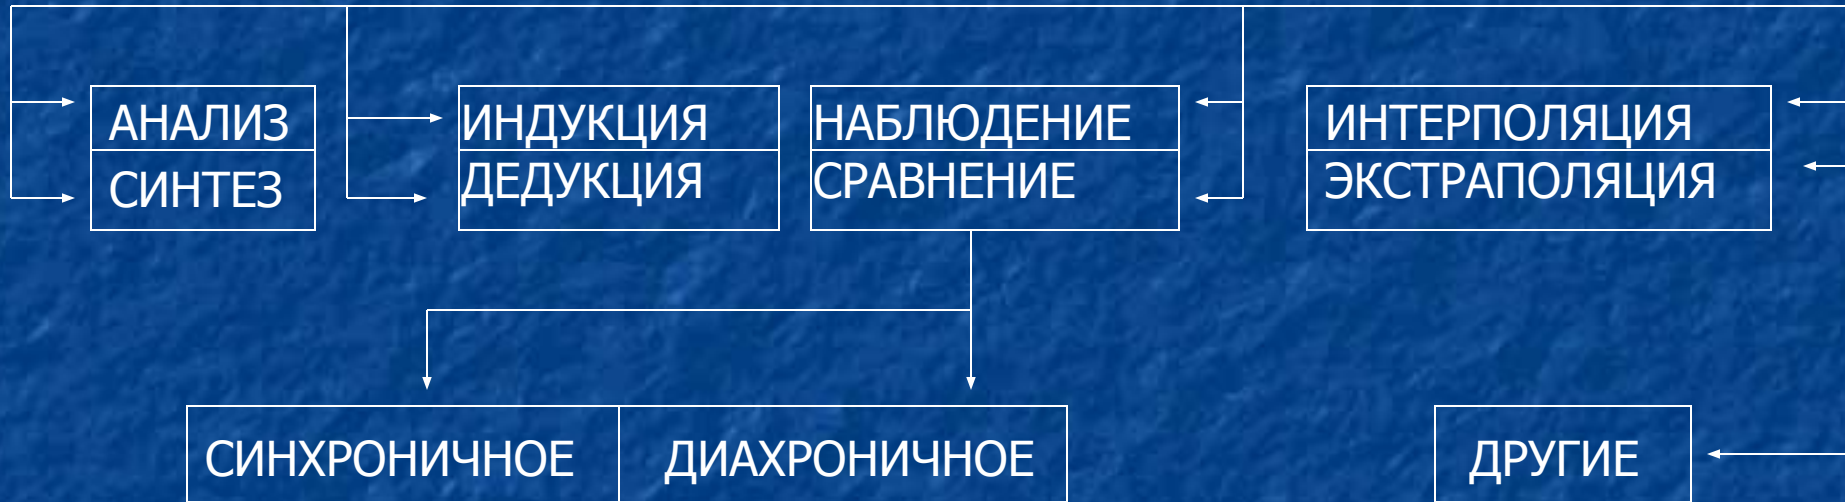 АНАЛИЗ
СИНТЕЗ
ИНДУКЦИЯ
ДЕДУКЦИЯ
НАБЛЮДЕНИЕ
СРАВНЕНИЕ
ИНТЕРПОЛЯЦИЯ
ЭКСТРАПОЛЯЦИЯ
СИНХРОНИЧНОЕ
ДИАХРОНИЧНОЕ
ДРУГИЕ